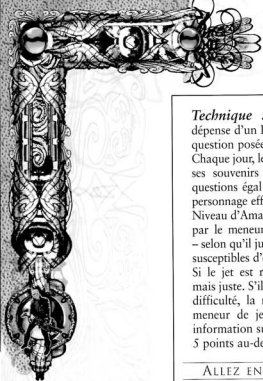 Technique
dépense d'un
question posée
Chaque jour, le
ses souvenirs
questions égal
personnage eff
Niveau d'Ama
par le meneur
– selon qu'il ju
susceptibles d'
Si le jet est r
mais juste. S'il
difficulté, la
meneur de je
information su
5 points au-de
ALLEZ EN